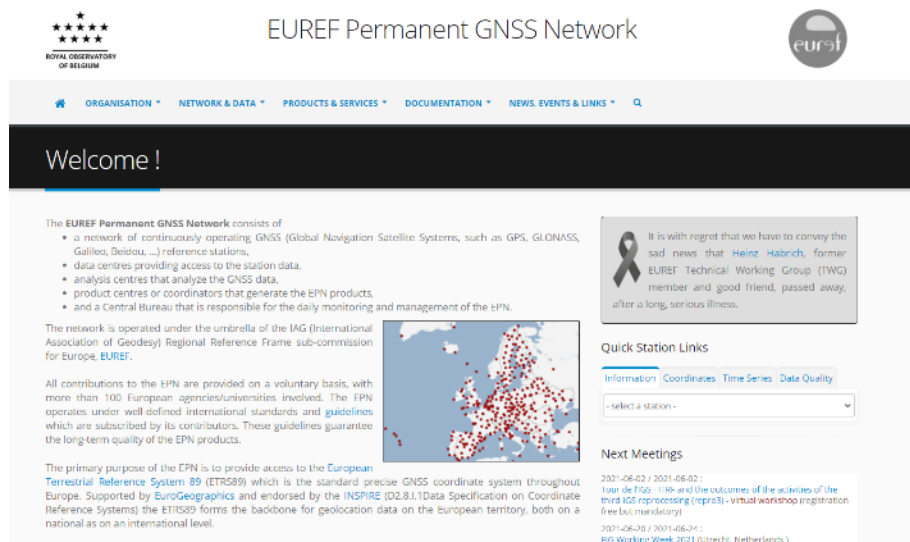 ROYAL OBSERVATORY
OF BELGIUM
EUREF Permanent GNSS Network
euref
ORGANISATION
NETWORK & DATA
PRODUCTS & SERVICES
DOCUMENTATION
NEWS, EVENTS & LINKS
Welcome !
The EUREF Permanent GNSS Network consists of
• a network of continuously operating GNSS (Global Navigation Satellite Systems, such as GPS, GLONASS,
Galileo, Beidou, ...) reference stations,
• data centres providing access to the station data,
• analysis centres that analyze the GNSS data,
• product centres or coordinators that generate the EPN products,
• and a Central Bureau that is responsible for the daily monitoring and management of the EPN.
The network is operated under the umbrella of the IAG (International
Association of Geodesy) Regional Reference Frame sub-commission
for Europe, EUREF.
All contributions to the EPN are provided on a voluntary basis, with
more than 100 European agencies/universities involved. The EPN
operates under well-defined international standards and guidelines
which are subscribed by its contributors. These guidelines guarantee
the long-term quality of the EPN products.
The primary purpose of the EPN is to provide access to the European
Terrestrial Reference System 89 (ETRS89) which is the standard precise GNSS coordinate system throughout
Europe. Supported by EuroGeographics and endorsed by the INSPIRE (D2.8.I.1Data Specification on Coordinate
Reference Systems) the ETRS89 forms the backbone for geolocation data on the European territory, both on a
national as on an international level.
It is with regret that we have to convey the
sad news that Heinz Habrich, former
EUREF Technical Working Group (TWG)
member and good friend, passed away,
after a long, serious illness.
Quick Station Links
Information Coordinates Time Series Data Quality
- select a station -
Next Meetings
2021-06-02 / 2021-06-02 :
Tour de l'IGS - ITRF and the outcomes of the activities of the
third IGS reprocessing (repro3) - virtual workshop (registration
free but mandatory)
2021-06-20 / 2021-06-24 :
FIG Working Week 2021 (Utrecht, Netherlands )